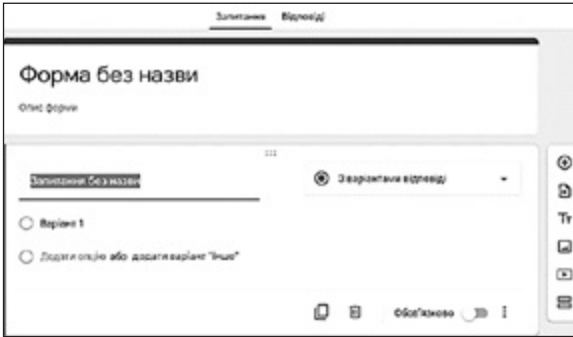 Запитання Відповіді
Форма без назви
Опис форми
Запитання без назви
З варіантами відповіді
Варіант 1
Додати опцію або додати варіант "Інше"
Обов'язково
Tт